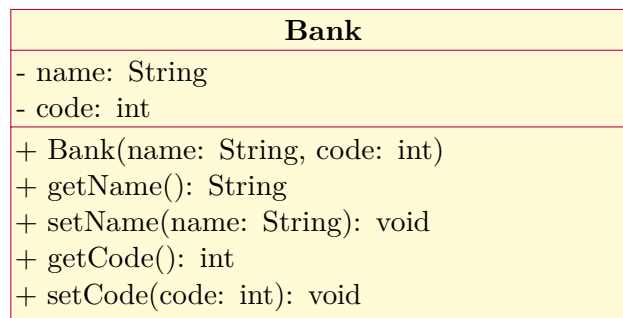 Bank
- name: String
- code: int
+ Bank(name: String, code: int)
+ getName(): String
+ setName(name: String): void
+ getCode(): int
+ setCode(code: int): void